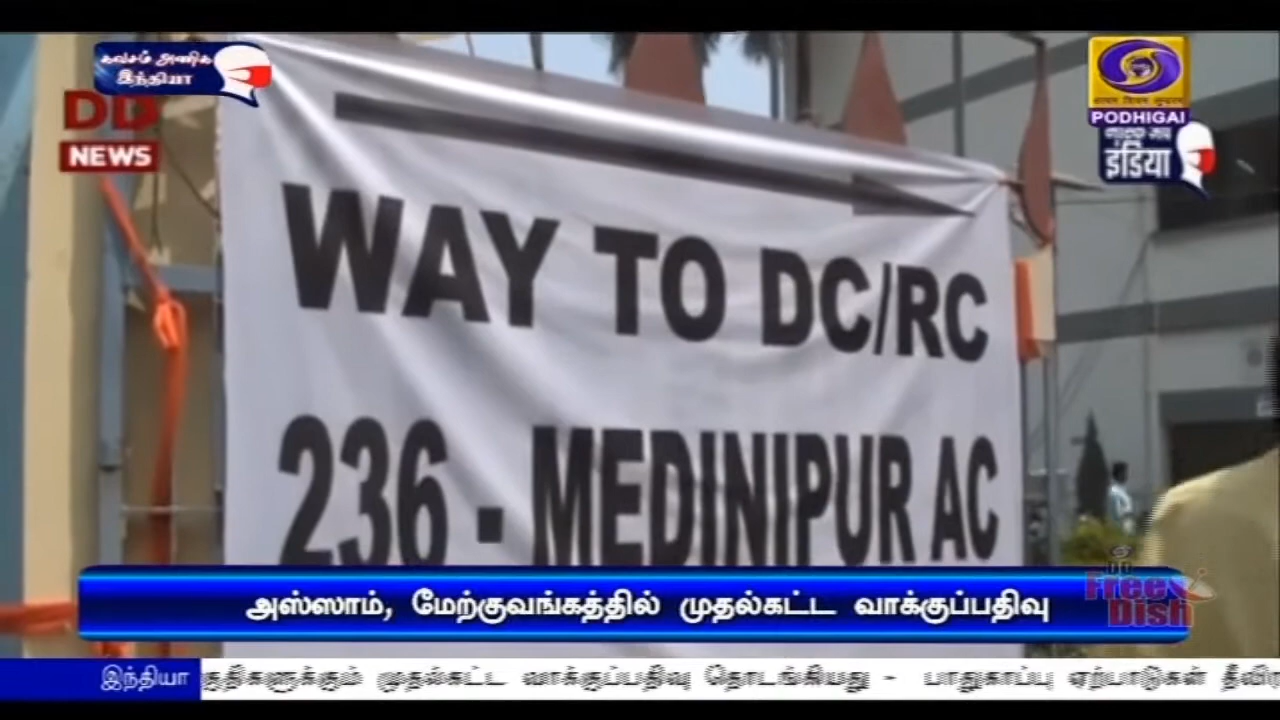 கவசம் அணிக
இந்தியா
DD
NEWS
PODHIGAI
इंडिया
WAY TO DC/RC
236 - MEDINIPUR AC
அஸ்ஸாம், மேற்குவங்கத்தில் முதல்கட்ட வாக்குப்பதிவு
Free
Dish
இந்தியா
குதிகளுக்கும் முதல்கட்ட வாக்குப்பதிவு தொடங்கியது - பாதுகாப்பு ஏற்பாடுகள் தீவிர